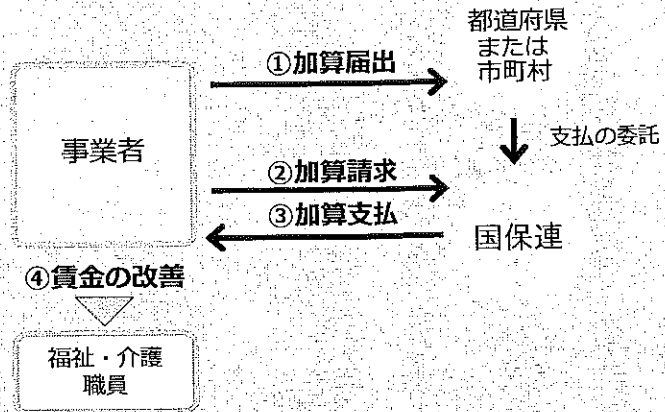 都道府県
または
市町村
①加算届出
事業者
支払の委託
②加算請求
③加算支払
国保連
④賃金の改善
福祉・介護
職員